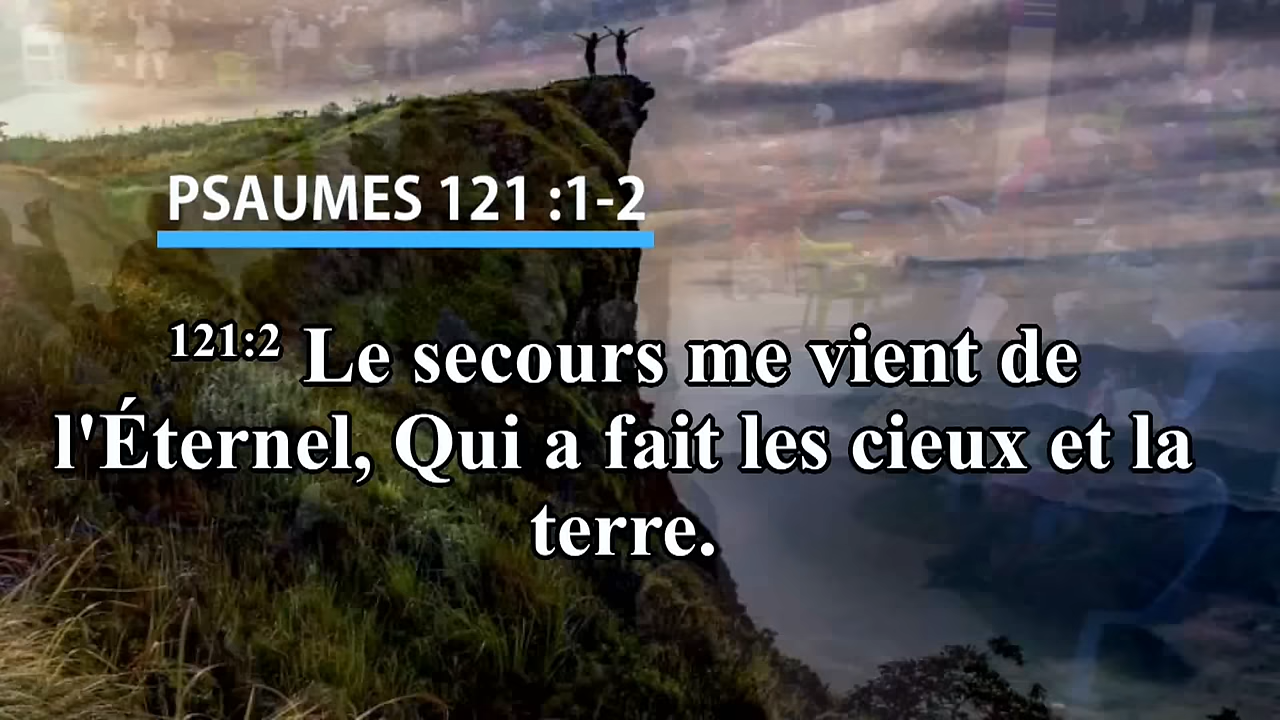 PSAUMES 121 :1-2
121:2 Le secours me vient de
l'Éternel, Qui a fait les cieux et la
terre.